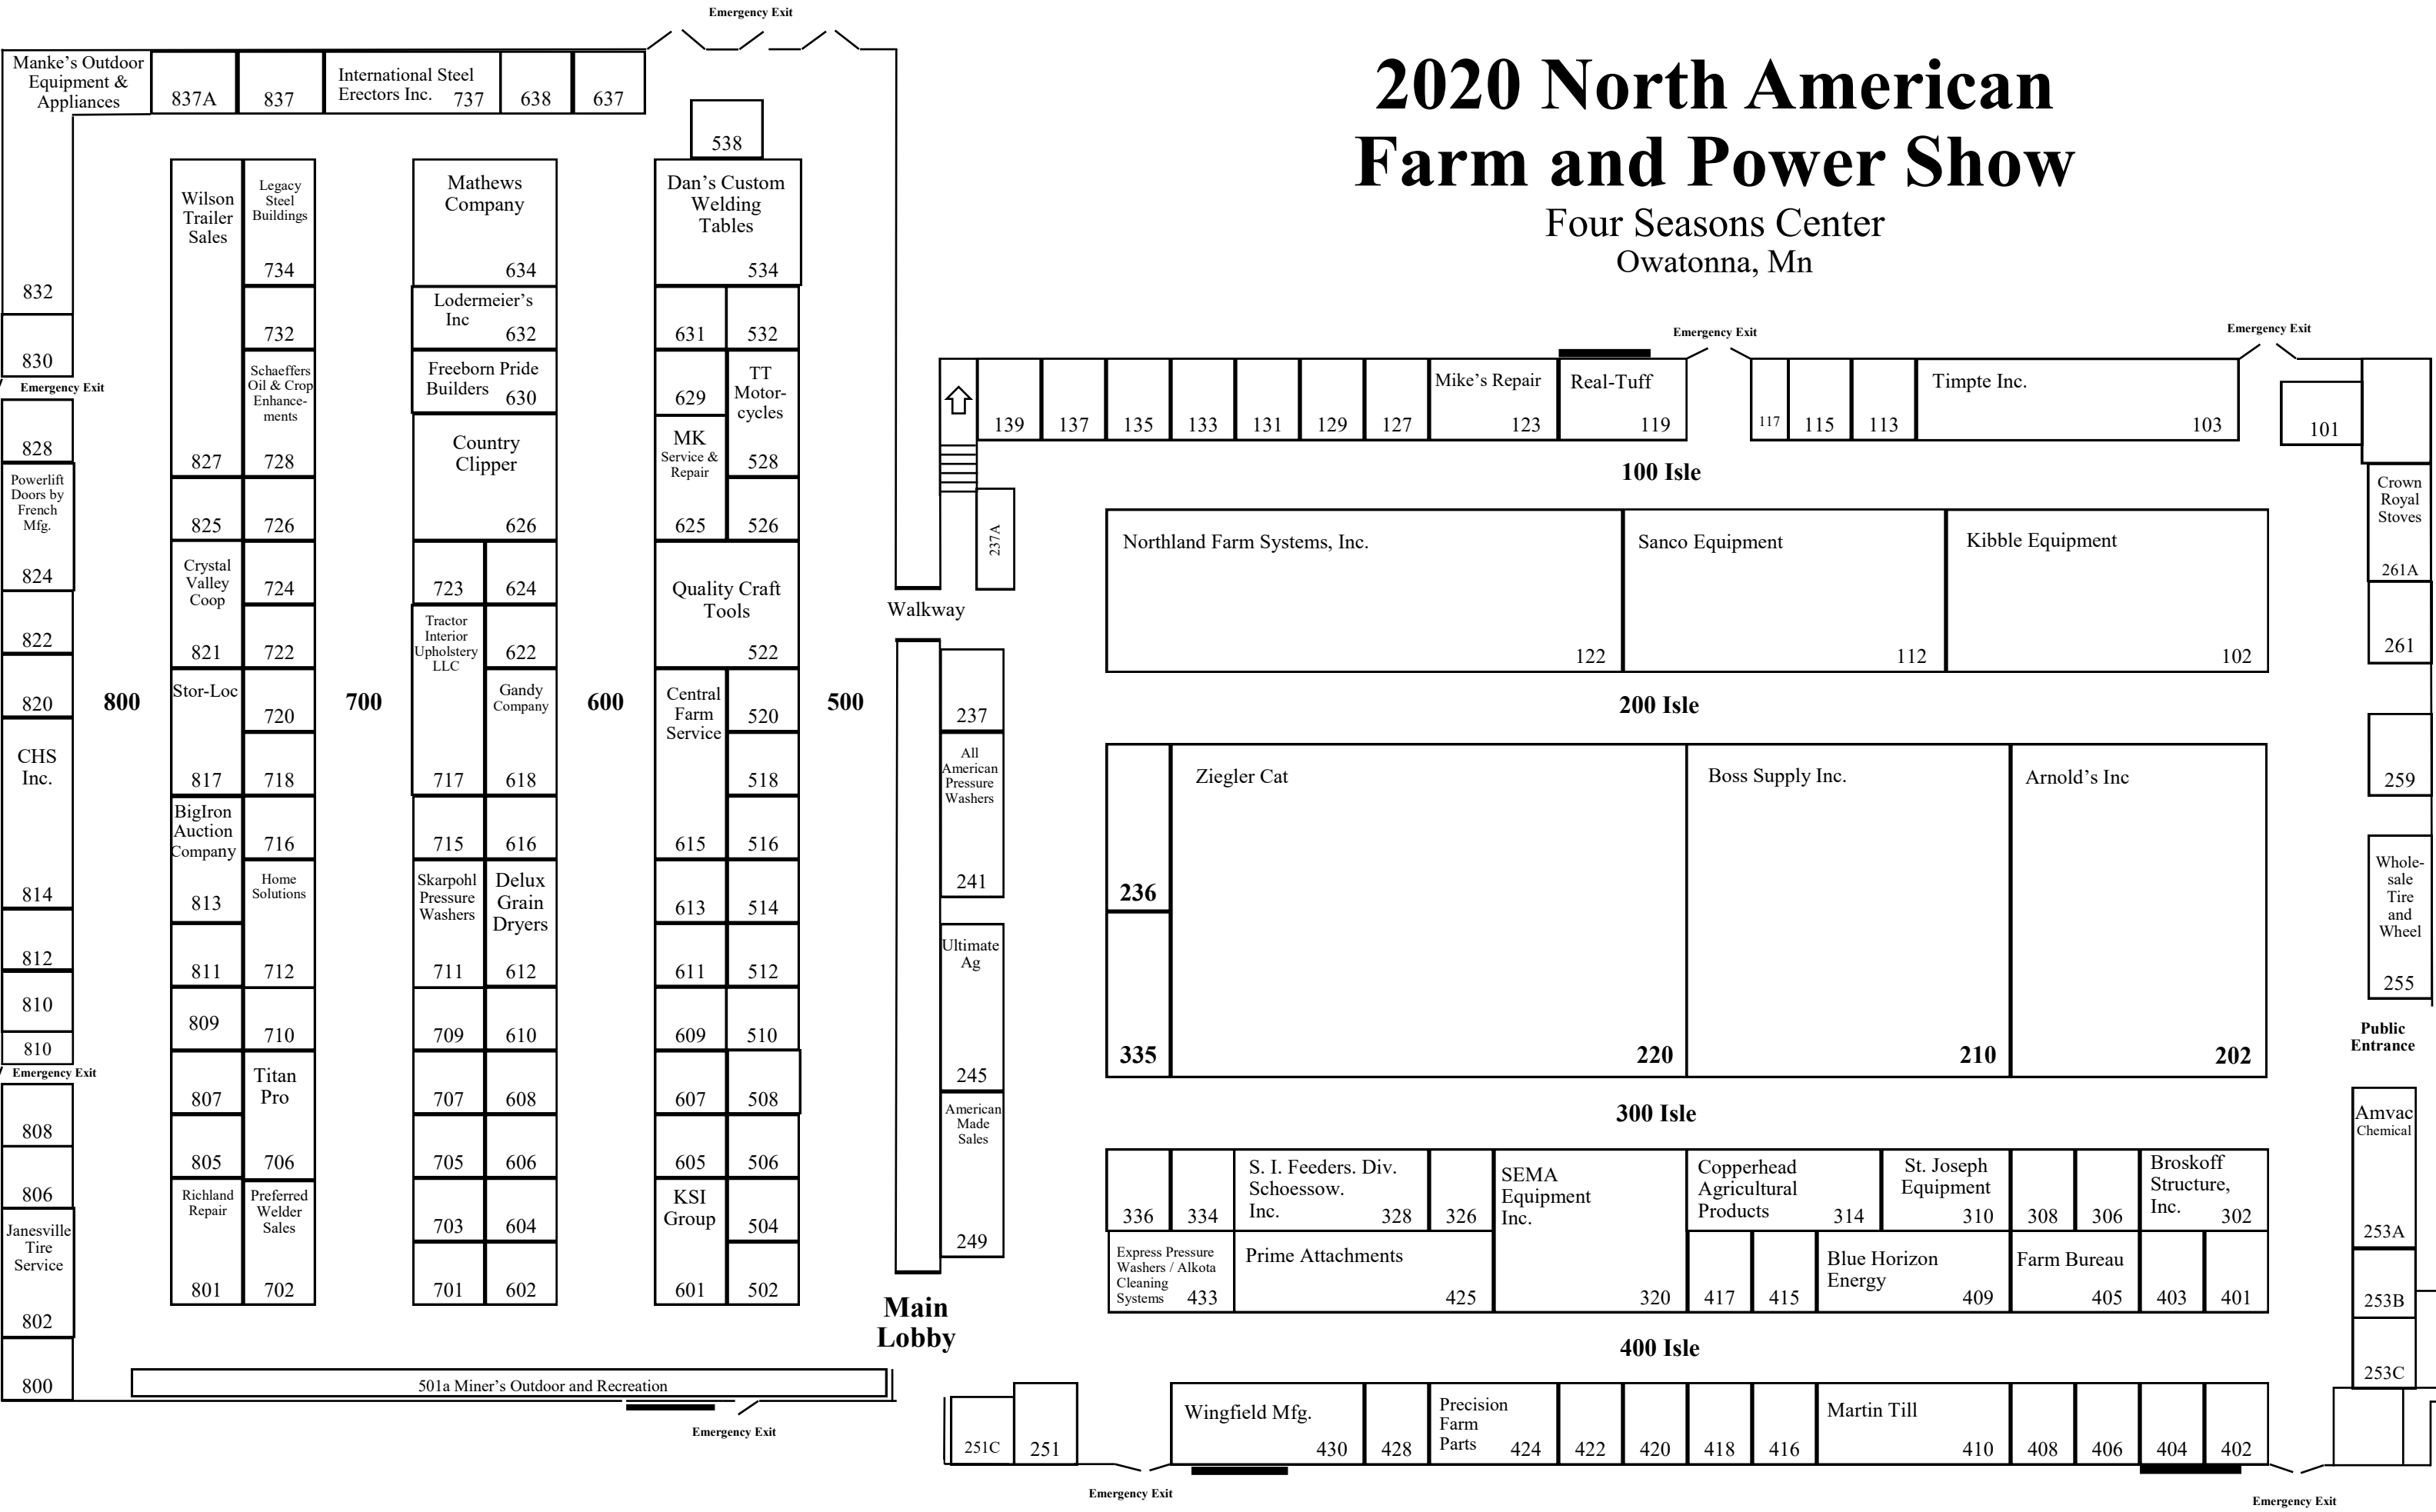 Emergency Exit
2020 North American
Farm and Power Show
Four Seasons Center
Owatonna, Mn
Manke’s Outdoor
Equipment &
Appliances
832
837A
837
International Steel
Erectors Inc. 737
638
637
538
830
Emergency Exit
828
Powerlift
Doors by
French
Mfg.
824
822
820
CHS
Inc.
814
812
810
810
Emergency Exit
808
806
Janesville
Tire
Service
802
800
800
Wilson
Trailer
Sales
827
825
Crystal
Valley
Coop
821
Stor-Loc
817
BigIron
Auction
Company
813
811
809
807
805
Richland
Repair
801
Legacy
Steel
Buildings
734
732
Schaeffers
Oil & Crop
Enhance-
ments
728
726
724
722
720
718
716
Home
Solutions
712
710
Titan
Pro
706
Preferred
Welder
Sales
702
700
Mathews
Company
634
Lodermeier’s
Inc 632
Freeborn Pride
Builders 630
Country
Clipper
626
723
Tractor
Interior
Upholstery
LLC
717
715
Skarpohl
Pressure
Washers
711
709
707
705
703
701
624
622
Gandy
Company
618
616
Delux
Grain
Dryers
612
610
608
606
604
602
600
Dan’s Custom
Welding
Tables
534
631
532
629
TT
Motor-
cycles
528
MK
Service &
Repair
625
526
Quality Craft
Tools
522
Central
Farm
Service
615
613
611
609
607
605
KSI
Group
601
520
518
516
514
512
510
508
506
504
502
500
501a Miner’s Outdoor and Recreation
Emergency Exit
Walkway
Main
Lobby
237A
237
All
American
Pressure
Washers
241
Ultimate
Ag
245
American
Made
Sales
249
251C
251
Emergency Exit
Emergency Exit
Emergency Exit
139
137
135
133
131
129
127
Mike’s Repair
123
Real-Tuff
119
117
115
113
Timpte Inc.
103
101
100 Isle
Northland Farm Systems, Inc.
122
Sanco Equipment
112
Kibble Equipment
102
200 Isle
236
335
Ziegler Cat
220
Boss Supply Inc.
210
Arnold’s Inc
202
300 Isle
336
334
S. I. Feeders. Div.
Schoessow.
Inc. 328
326
SEMA
Equipment
Inc.
320
Copperhead
Agricultural
Products 314
St. Joseph
Equipment
310
308
306
Broskoff
Structure,
Inc. 302
Express Pressure
Washers / Alkota
Cleaning
Systems 433
Prime Attachments
425
417
415
Blue Horizon
Energy
409
Farm Bureau
405
403
401
400 Isle
Wingfield Mfg.
430
428
Precision
Farm
Parts 424
422
420
418
416
Martin Till
410
408
406
404
402
Emergency Exit
Crown
Royal
Stoves
261A
261
259
Whole-
sale
Tire
and
Wheel
255
Public
Entrance
Amvac
Chemical
253A
253B
253C